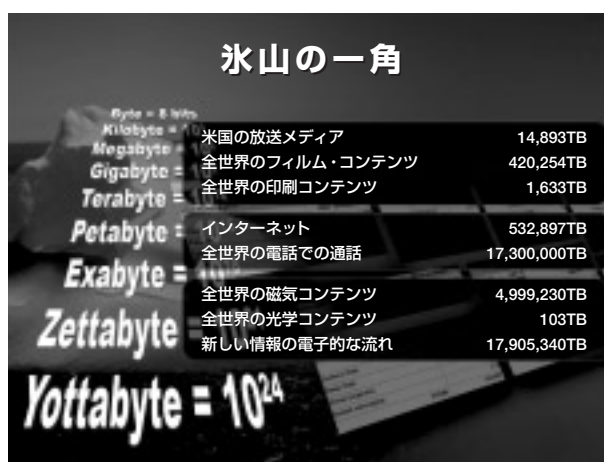 氷山の一角
Byte = 8 bits
Kilobyte = 10
Megabyte =
Gigabyte =
Terabyte
Petabyte =
Exabyte =
Zettabyte
Yottabyte = 10²⁴
米国の放送メディア 14,893TB
全世界のフィルム・コンテンツ 420,254TB
全世界の印刷コンテンツ 1,633TB
インターネット 532,897TB
全世界の電話での通話 17,300,000TB
全世界の磁気コンテンツ 4,999,230TB
全世界の光学コンテンツ 103TB
新しい情報の電子的な流れ 17,905,340TB